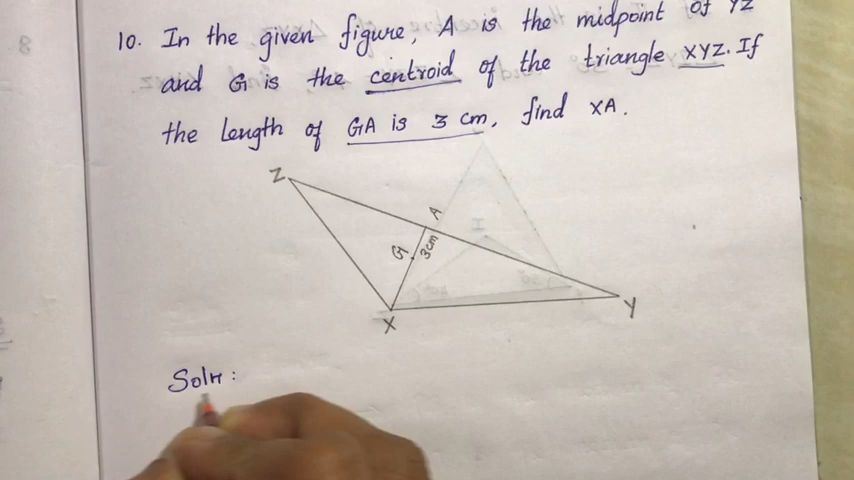 10. In the given figure, A is the midpoint of YZ
and G is the centroid of the triangle XYZ. If
the length of GA is 3 cm, find XA.
Z
A
G
3cm
X
Y
Soln:
8